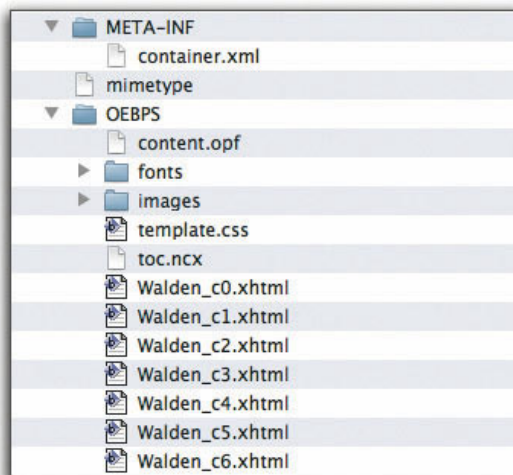 META-INF
container.xml
mimetype
OEBPS
content.opf
fonts
images
template.css
toc.ncx
Walden_c0.xhtml
Walden_c1.xhtml
Walden_c2.xhtml
Walden_c3.xhtml
Walden_c4.xhtml
Walden_c5.xhtml
Walden_c6.xhtml